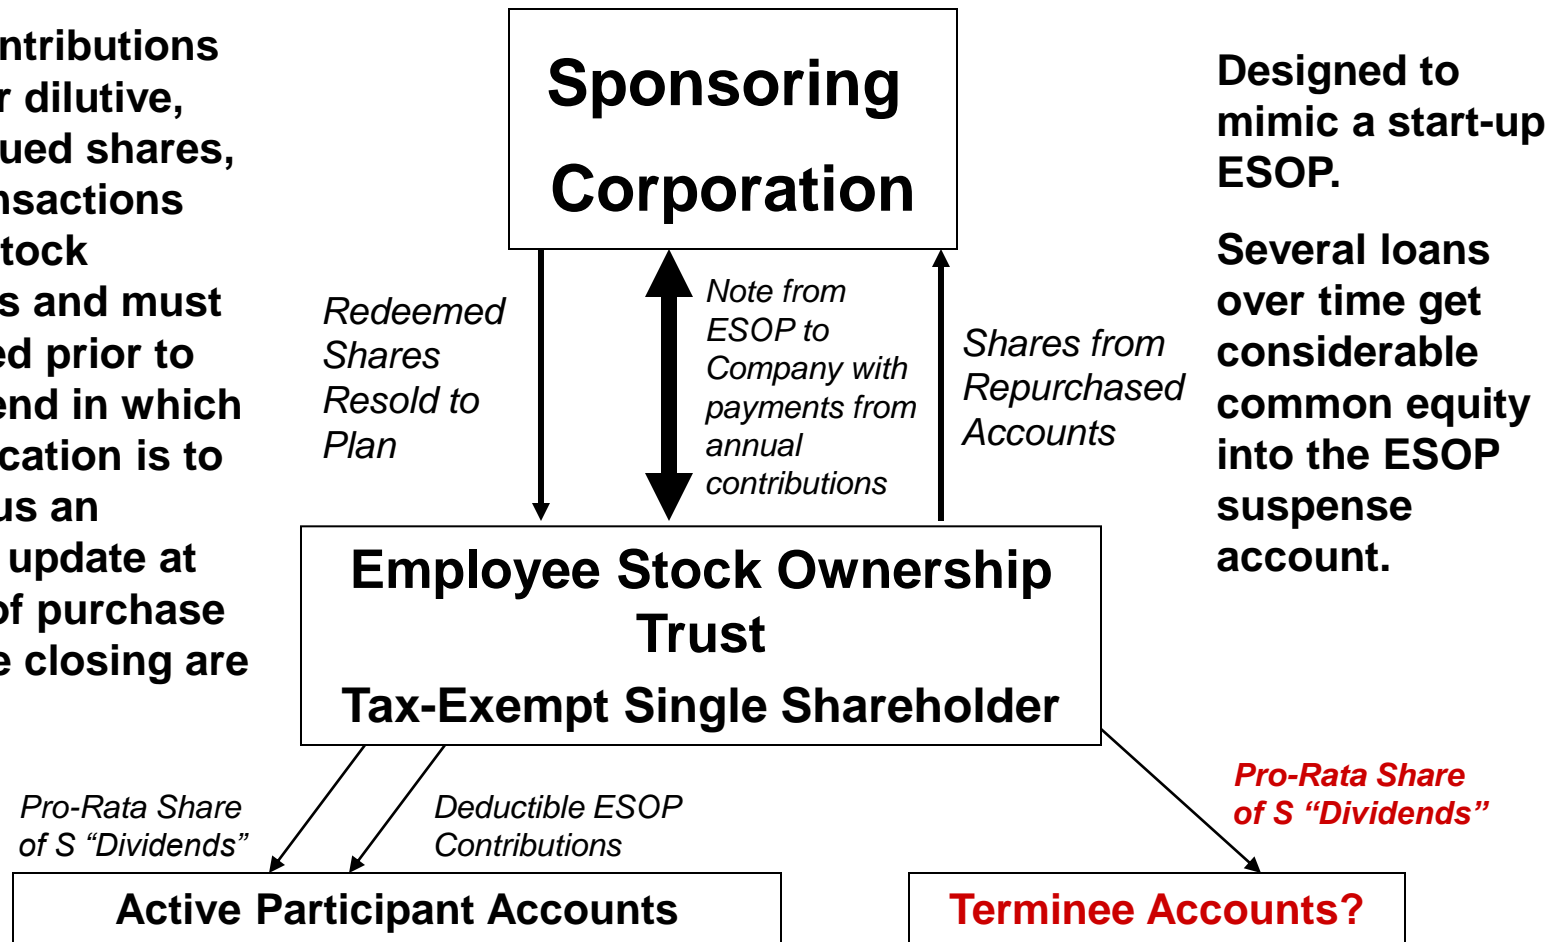 ontributions
r dilutive,
ued shares,
nsactions
tock
s and must
ed prior to
end in which
cation is to
us an
update at
of purchase
e closing are
Sponsoring
Corporation
Designed to
mimic a start-up
ESOP.
Several loans
over time get
considerable
common equity
into the ESOP
suspense
account.
Redeemed
Shares
Resold to
Plan
Note from
ESOP to
Company with
payments from
annual
contributions
Shares from
Repurchased
Accounts
Employee Stock Ownership
Trust
Tax-Exempt Single Shareholder
Pro-Rata Share
of S “Dividends”
Deductible ESOP
Contributions
Pro-Rata Share
of S “Dividends”
Active Participant Accounts
Terminee Accounts?